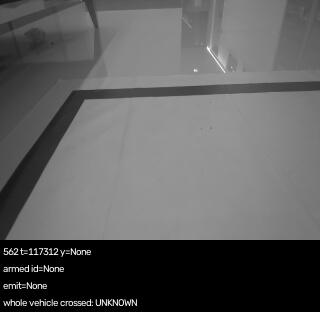 562 t=117312 y=None
armed id=None
emit=None
whole vehicle crossed: UNKNOWN